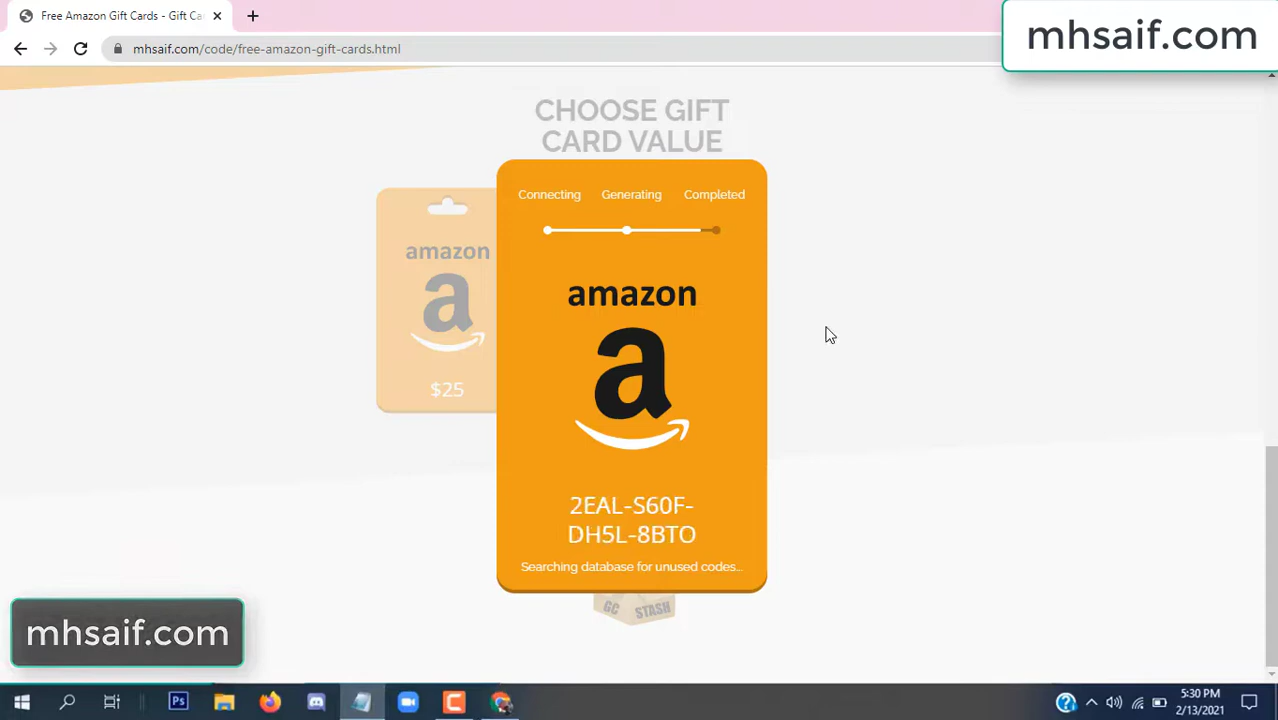 Free Amazon Gift Cards - Gift Ca
mhsaif.com/code/free-amazon-gift-cards.html
mhsaif.com
CHOOSE GIFT
CARD VALUE
Connecting Generating Completed
amazon
a
$25
amazon
a
2EAL-S60F-
DH5L-8BTO
Searching database for unused codes...
GC STASH
mhsaif.com
Ps
5:30 PM
2/13/2021